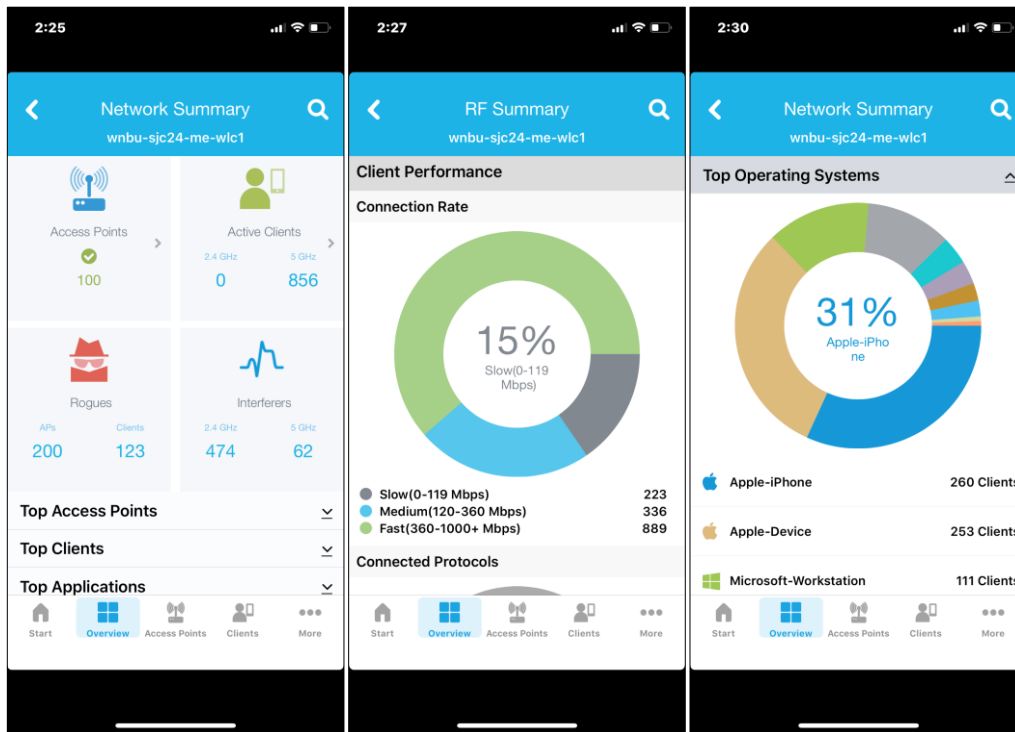 2:25
Network Summary
wnbu-sjc24-me-wlc1
Access Points
100
Active Clients
2.4 GHz 5 GHz
0 856
Rogues
APs Clients
200 123
Interferers
2.4 GHz 5 GHz
474 62
Top Access Points
Top Clients
Top Applications
Start Overview Access Points Clients More
2:27
RF Summary
wnbu-sjc24-me-wlc1
Client Performance
Connection Rate
15%
Slow(0-119
Mbps)
Slow(0-119 Mbps) 223
Medium(120-360 Mbps) 336
Fast(360-1000+ Mbps) 889
Connected Protocols
Start Overview Access Points Clients More
2:30
Network Summary
wnbu-sjc24-me-wlc1
Top Operating Systems
31%
Apple-iPho
ne
Apple-iPhone 260 Clients
Apple-Device 253 Clients
Microsoft-Workstation 111 Clients
Start Overview Access Points Clients More